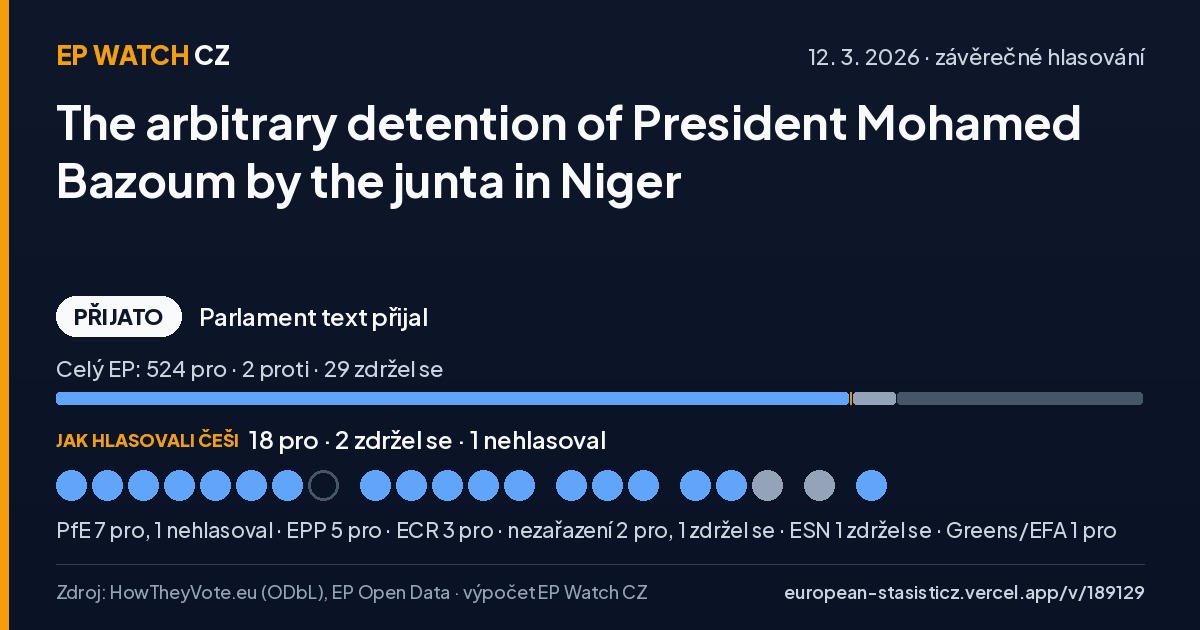 EP WATCH CZ
12. 3. 2026 · závěrečné hlasování
The arbitrary detention of President Mohamed
Bazoum by the junta in Niger
PŘIJATO Parlament text přijal
Celý EP: 524 pro · 2 proti · 29 zdržel se
JAK HLASOVALI ČEŠI 18 pro · 2 zdržel se · 1 nehlasoval
PfE 7 pro, 1 nehlasoval · EPP 5 pro · ECR 3 pro · nezařazení 2 pro, 1 zdržel se · ESN 1 zdržel se · Greens/EFA 1 pro
Zdroj: HowTheyVote.eu (ODbL), EP Open Data · výpočet EP Watch CZ
european-stasisticz.vercel.app/v/189129